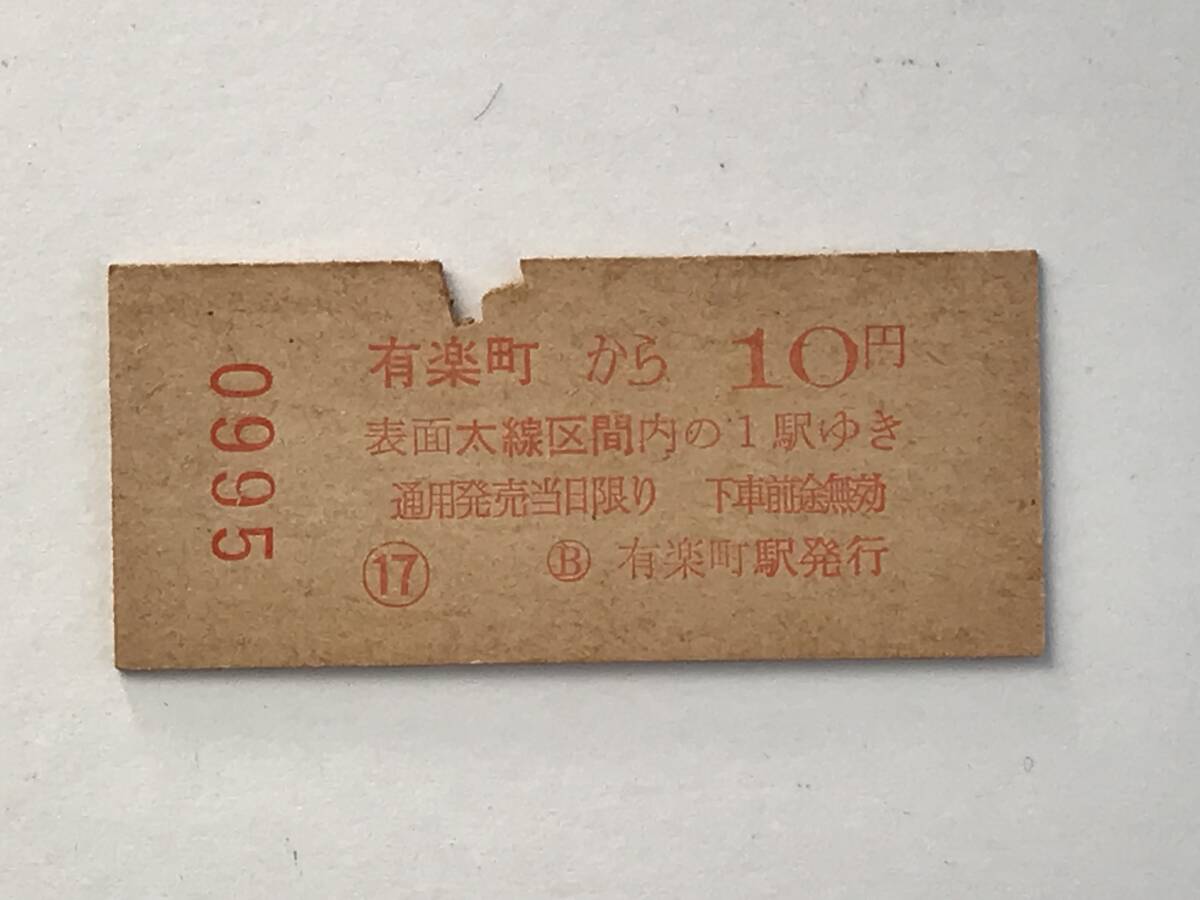 有楽町 から 10円
表面太線区間内の1駅ゆき
通用発売当日限り 下車前途無効
⑰ Ⓑ 有楽町駅発行
0995